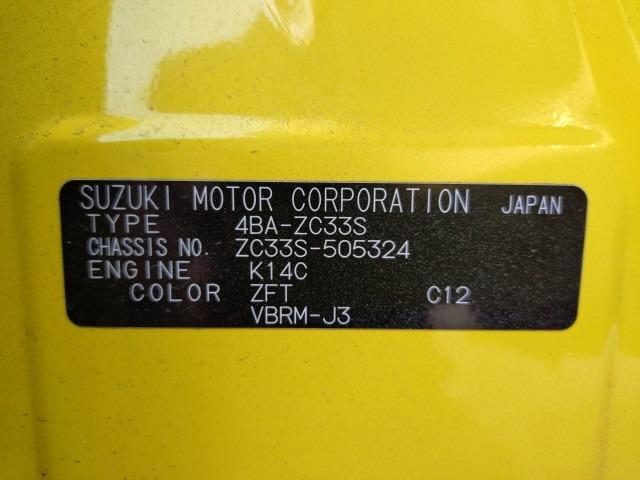 SUZUKI MOTOR CORPORATION JAPAN
TYPE 4BA-ZC33S
CHASSIS NO. ZC33S-505324
ENGINE K14C
COLOR ZFT C12
VBRM-J3